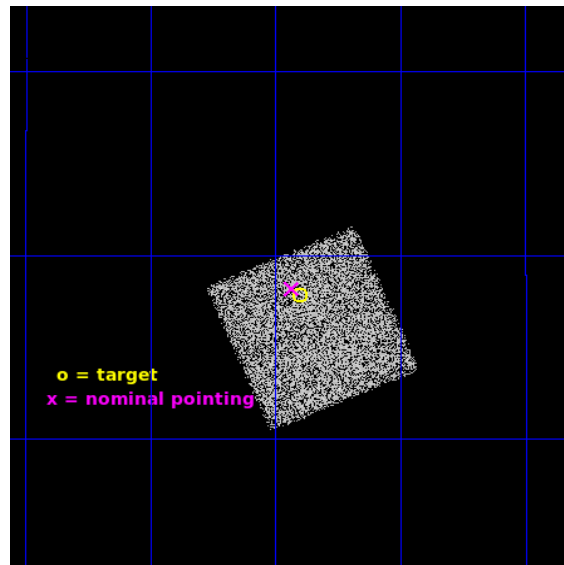 o = target
x = nominal pointing